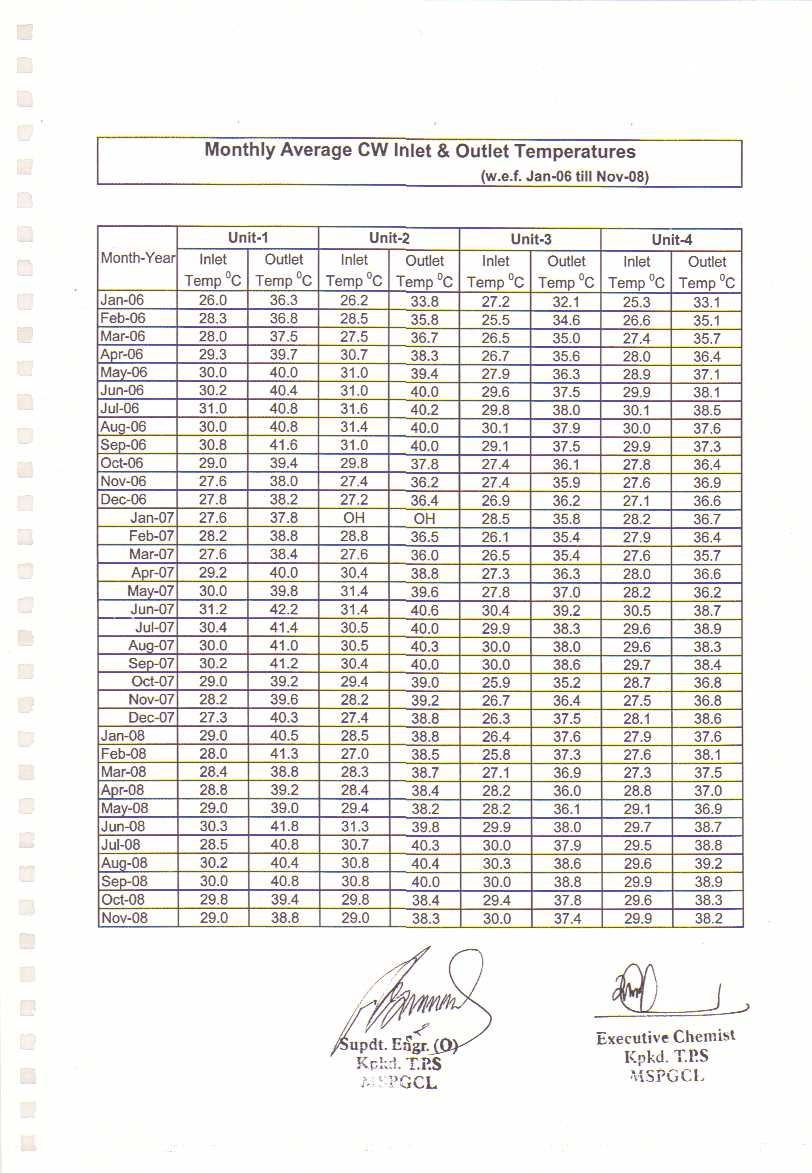 Monthly Average CW Inlet & Outlet Temperatures
(w.e.f. Jan-06 till Nov-08)
Month-Year Unit-1 Unit-2 Unit-3 Unit-4
Inlet Outlet Inlet Outlet Inlet Outlet Inlet Outlet
Temp ⁰C Temp ⁰C Temp ⁰C Temp ⁰C Temp ⁰C Temp ⁰C Temp ⁰C Temp ⁰C
Jan-06 26.0 36.3 26.2 33.8 27.2 32.1 25.3 33.1
Feb-06 28.3 36.8 28.5 35.8 25.5 34.6 26.6 35.1
Mar-06 28.0 37.5 27.5 36.7 26.5 35.0 27.4 35.7
Apr-06 29.3 39.7 30.7 38.3 26.7 35.6 28.0 36.4
May-06 30.0 40.0 31.0 39.4 27.9 36.3 28.9 37.1
Jun-06 30.2 40.4 31.0 40.0 29.6 37.5 29.9 38.1
Jul-06 31.0 40.8 31.6 40.2 29.8 38.0 30.1 38.5
Aug-06 30.0 40.8 31.4 40.0 30.1 37.9 30.0 37.6
Sep-06 30.8 41.6 31.0 40.0 29.1 37.5 29.9 37.3
Oct-06 29.0 39.4 29.8 37.8 27.4 36.1 27.8 36.4
Nov-06 27.6 38.0 27.4 36.2 27.4 35.9 27.6 36.9
Dec-06 27.8 38.2 27.2 36.4 26.9 36.2 27.1 36.6
Jan-07 27.6 37.8 OH OH 28.5 35.8 28.2 36.7
Feb-07 28.2 38.8 28.8 36.5 26.1 35.4 27.9 36.4
Mar-07 27.6 38.4 27.6 36.0 26.5 35.4 27.6 35.7
Apr-07 29.2 40.0 30.4 38.8 27.3 36.3 28.0 36.6
May-07 30.0 39.8 31.4 39.6 27.8 37.0 28.2 36.2
Jun-07 31.2 42.2 31.4 40.6 30.4 39.2 30.5 38.7
Jul-07 30.4 41.4 30.5 40.0 29.9 38.3 29.6 38.9
Aug-07 30.0 41.0 30.5 40.3 30.0 38.0 29.6 38.3
Sep-07 30.2 41.2 30.4 40.0 30.0 38.6 29.7 38.4
Oct-07 29.0 39.2 29.4 39.0 25.9 35.2 28.7 36.8
Nov-07 28.2 39.6 28.2 39.2 26.7 36.4 27.5 36.8
Dec-07 27.3 40.3 27.4 38.8 26.3 37.5 28.1 38.6
Jan-08 29.0 40.5 28.5 38.8 26.4 37.6 27.9 37.6
Feb-08 28.0 41.3 27.0 38.5 25.8 37.3 27.6 38.1
Mar-08 28.4 38.8 28.3 38.7 27.1 36.9 27.3 37.5
Apr-08 28.8 39.2 28.4 38.4 28.2 36.0 28.8 37.0
May-08 29.0 39.0 29.4 38.2 28.2 36.1 29.1 36.9
Jun-08 30.3 41.8 31.3 39.8 29.9 38.0 29.7 38.7
Jul-08 28.5 40.8 30.7 40.3 30.0 37.9 29.5 38.8
Aug-08 30.2 40.4 30.8 40.4 30.3 38.6 29.6 39.2
Sep-08 30.0 40.8 30.8 40.0 30.0 38.8 29.9 38.9
Oct-08 29.8 39.4 29.8 38.4 29.4 37.8 29.6 38.3
Nov-08 29.0 38.8 29.0 38.3 30.0 37.4 29.9 38.2
Supdt. Engr. (O)
Kpkd. T.P.S
MSPGCL
Executive Chemist
Kpkd. T.P.S
MSPGCL